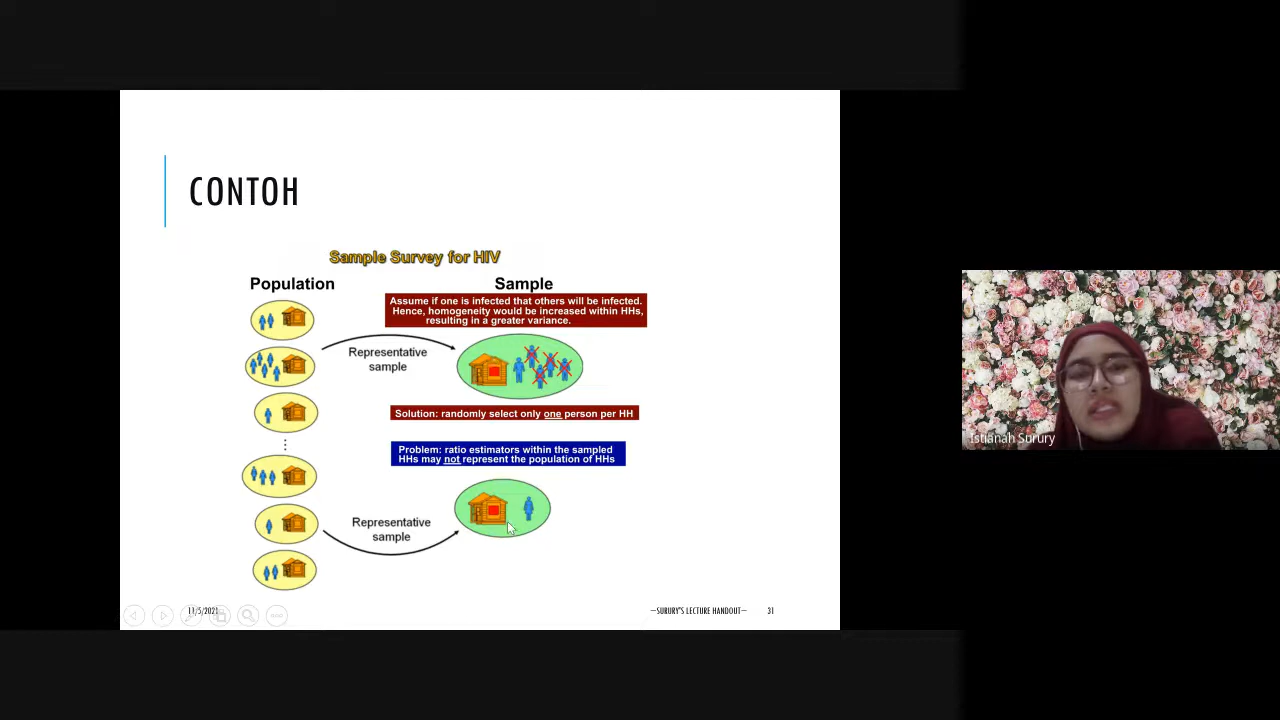 CONTOH
Sample Survey for HIV
Population
Sample
Assume if one is infected that others will be infected.
Hence, homogeneity would be increased within HHs,
resulting in a greater variance.
Representative
sample
Solution: randomly select only one person per HH
Problem: ratio estimators within the sampled
HHs may not represent the population of HHs
Representative
sample
11/5/2021
—SURURY'S LECTURE HANDOUT—
31
Istianah Surury